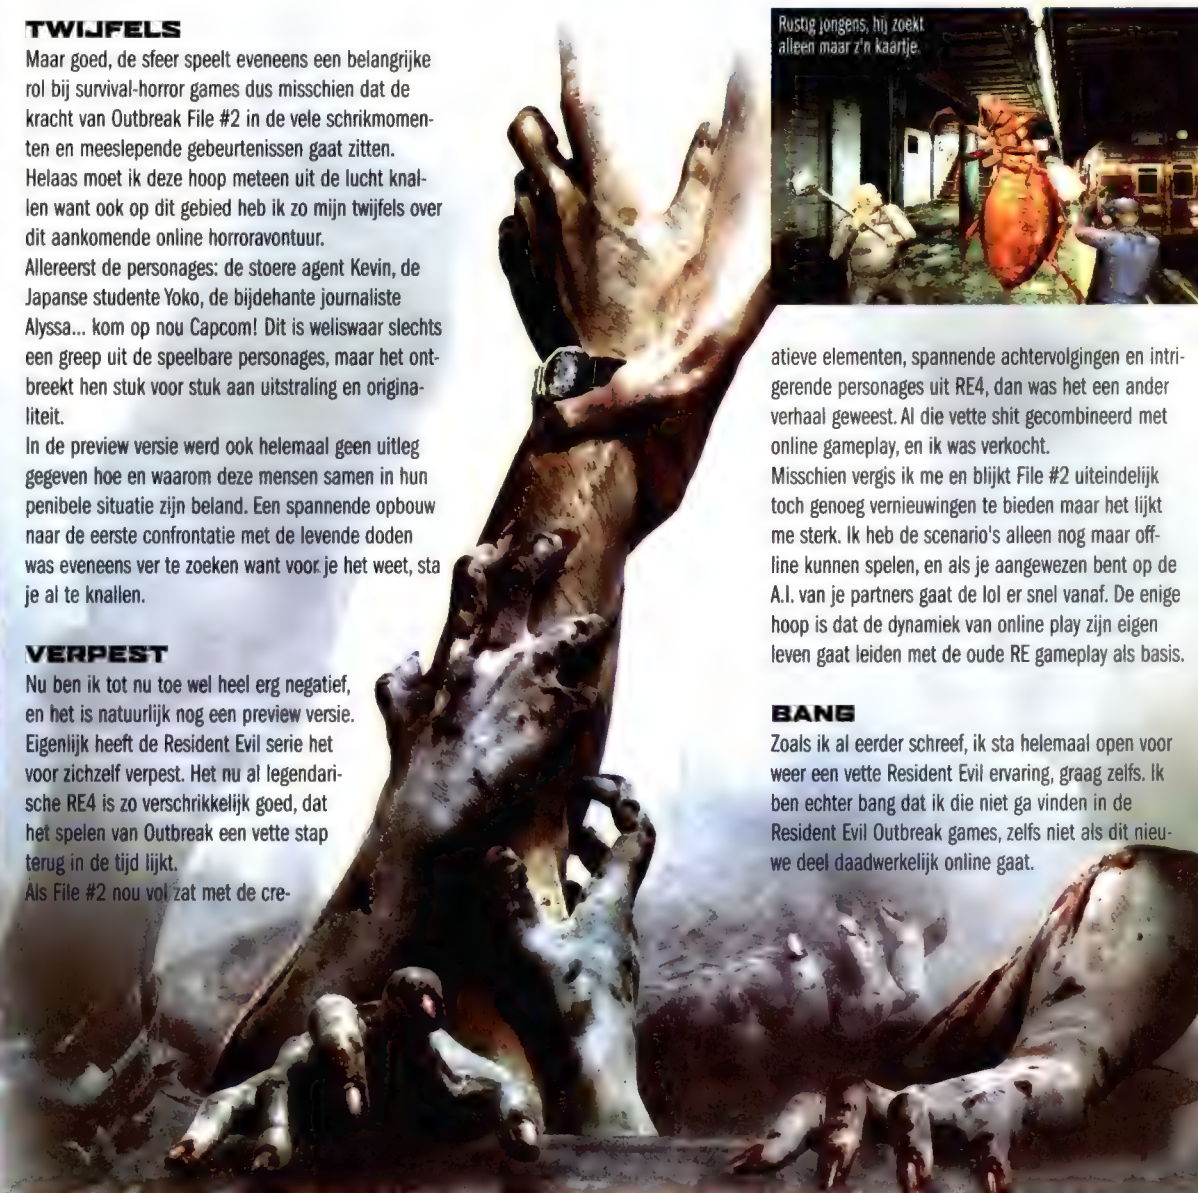 TWIJFELS
Maar goed, de sfeer speelt eveneens een belangrijke
rol bij survival-horror games dus misschien dat de
kracht van Outbreak File #2 in de vele schrikmomen-
ten en meeslepende gebeurtenissen gaat zitten.
Helaas moet ik deze hoop meteen uit de lucht knal-
len want ook op dit gebied heb ik zo mijn twijfels over
dit aankomende online horroravontuur.
Allereerst de personages: de stoere agent Kevin, de
Japanse studente Yoko, de bijdehante journaliste
Alyssa... kom op nou Capcom! Dit is weliswaar slechts
een greep uit de speelbare personages, maar het ont-
breekt hen stuk voor stuk aan uitstraling en origina-
liteit.
In de preview versie werd ook helemaal geen uitleg
gegeven hoe en waarom deze mensen samen in hun
penibele situatie zijn beland. Een spannende opbouw
naar de eerste confrontatie met de levende doden
was eveneens ver te zoeken want voor je het weet, sta
je al te knallen.
VERPEST
Nu ben ik tot nu toe wel heel erg negatief,
en het is natuurlijk nog een preview versie.
Eigenlijk heeft de Resident Evil serie het
voor zichzelf verpest. Het nu al legendari-
sche RE4 is zo verschrikkelijk goed, dat
het spelen van Outbreak een vette stap
terug in de tijd lijkt.
Als File #2 nou vol zat met de cre-
Rustig jongens, hij zoekt
alleen maar z'n kaartje.
atieve elementen, spannende achtervolgingen en intri-
gerende personages uit RE4, dan was het een ander
verhaal geweest. Al die vette shit gecombineerd met
online gameplay, en ik was verkocht.
Misschien vergis ik me en blijkt File #2 uiteindelijk
toch genoeg vernieuwingen te bieden maar het lijkt
me sterk. Ik heb de scenario's alleen nog maar off-
line kunnen spelen, en als je aangewezen bent op de
A.I. van je partners gaat de lol er snel vanaf. De enige
hoop is dat de dynamiek van online play zijn eigen
leven gaat leiden met de oude RE gameplay als basis.
BANG
Zoals ik al eerder schreef, ik sta helemaal open voor
weer een vette Resident Evil ervaring, graag zelfs. Ik
ben echter bang dat ik die niet ga vinden in de
Resident Evil Outbreak games, zelfs niet als dit nieu-
we deel daadwerkelijk online gaat.